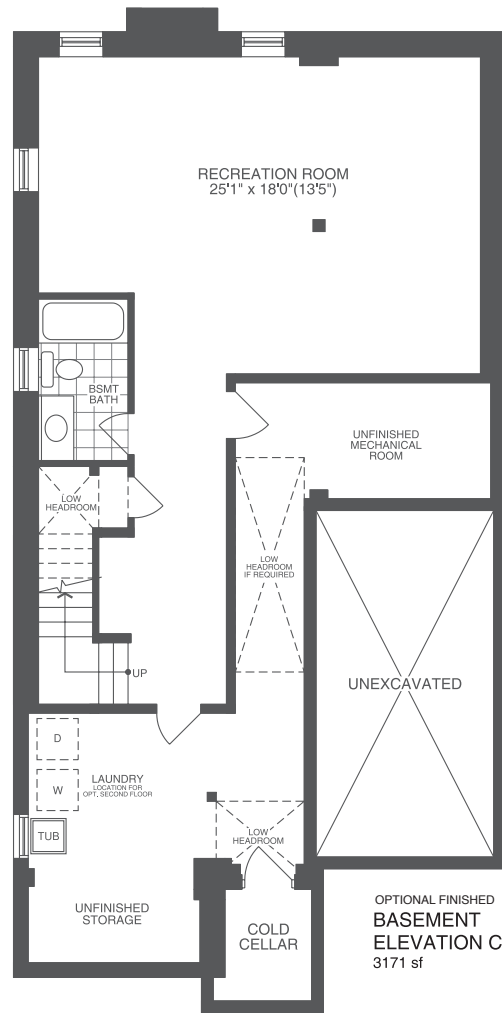 RECREATION ROOM
25'1" x 18'0"(13'5")
BSMT
BATH
UNFINISHED
MECHANICAL
ROOM
LOW
HEADROOM
LOW
HEADROOM
IF REQUIRED
UP
UNEXCAVATED
D
LAUNDRY
LOCATION FOR
OPT. SECOND FLOOR
W
TUB
LOW
HEADROOM
UNFINISHED
STORAGE
COLD
CELLAR
OPTIONAL FINISHED
BASEMENT
ELEVATION C
3171 sf